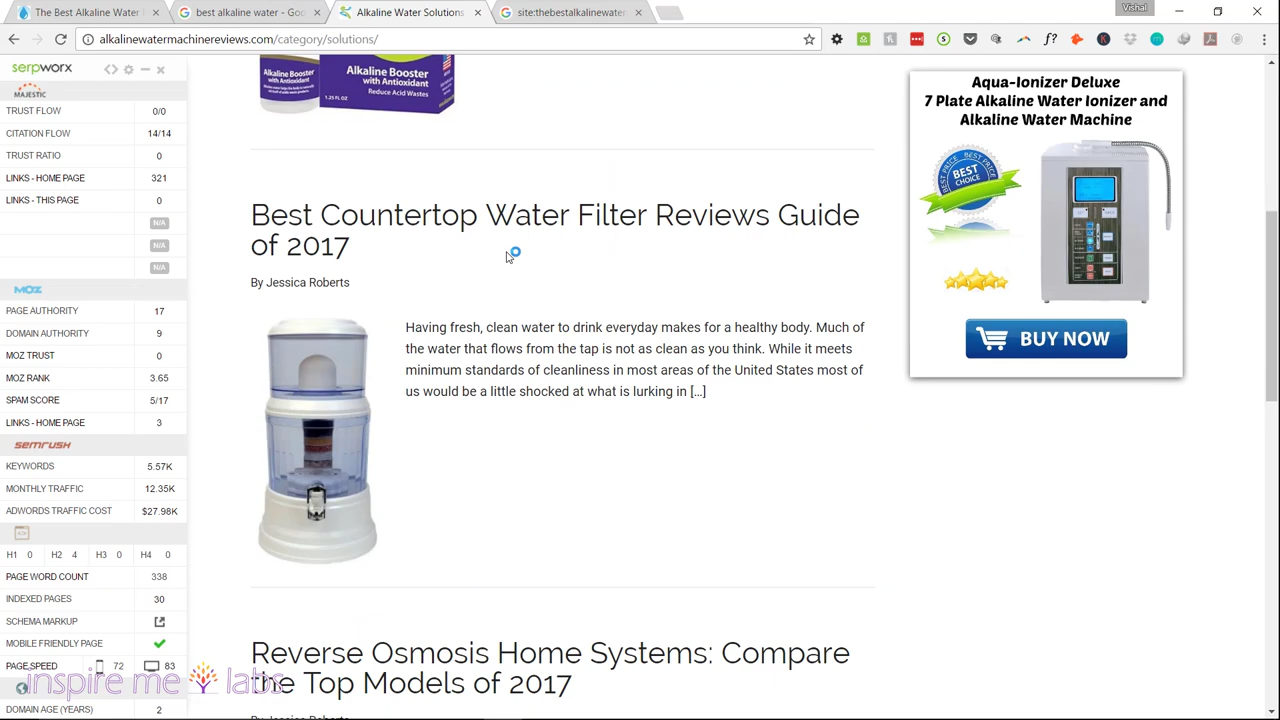 The Best Alkaline Water
best alkaline water - Goo
Alkaline Water Solutions
site:thebestalkalinewater
Vishal
alkalinewatermachinereviews.com/category/solutions/
serpworx
MAJESTIC
TRUST FLOW 0/0
CITATION FLOW 14/14
TRUST RATIO 0
LINKS - HOME PAGE 321
LINKS - THIS PAGE 0
N/A
N/A
N/A
MOZ
PAGE AUTHORITY 17
DOMAIN AUTHORITY 9
MOZ TRUST 0
MOZ RANK 3.65
SPAM SCORE 5/17
LINKS - HOME PAGE 3
SEMRUSH
KEYWORDS 5.57K
MONTHLY TRAFFIC 12.35K
ADWORDS TRAFFIC COST $27.98K
H1 0 H2 4 H3 0 H4 0
PAGE WORD COUNT 338
INDEXED PAGES 30
SCHEMA MARKUP
MOBILE FRIENDLY PAGE
PAGE SPEED 72 83
DOMAIN AGE (YEARS) 2
inspire me labs
Alkaline Booster
with Antioxidant
1.25 FL OZ
Alkaline Booster
with Antioxidant
Reduce Acid Wastes
Best Countertop Water Filter Reviews Guide
of 2017
By Jessica Roberts
Having fresh, clean water to drink everyday makes for a healthy body. Much of
the water that flows from the tap is not as clean as you think. While it meets
minimum standards of cleanliness in most areas of the United States most of
us would be a little shocked at what is lurking in […]
Reverse Osmosis Home Systems: Compare
the Top Models of 2017
By Jessica Roberts
Aqua-Ionizer Deluxe
7 Plate Alkaline Water Ionizer and
Alkaline Water Machine
BEST PRICE
BEST
CHOICE
BUY NOW